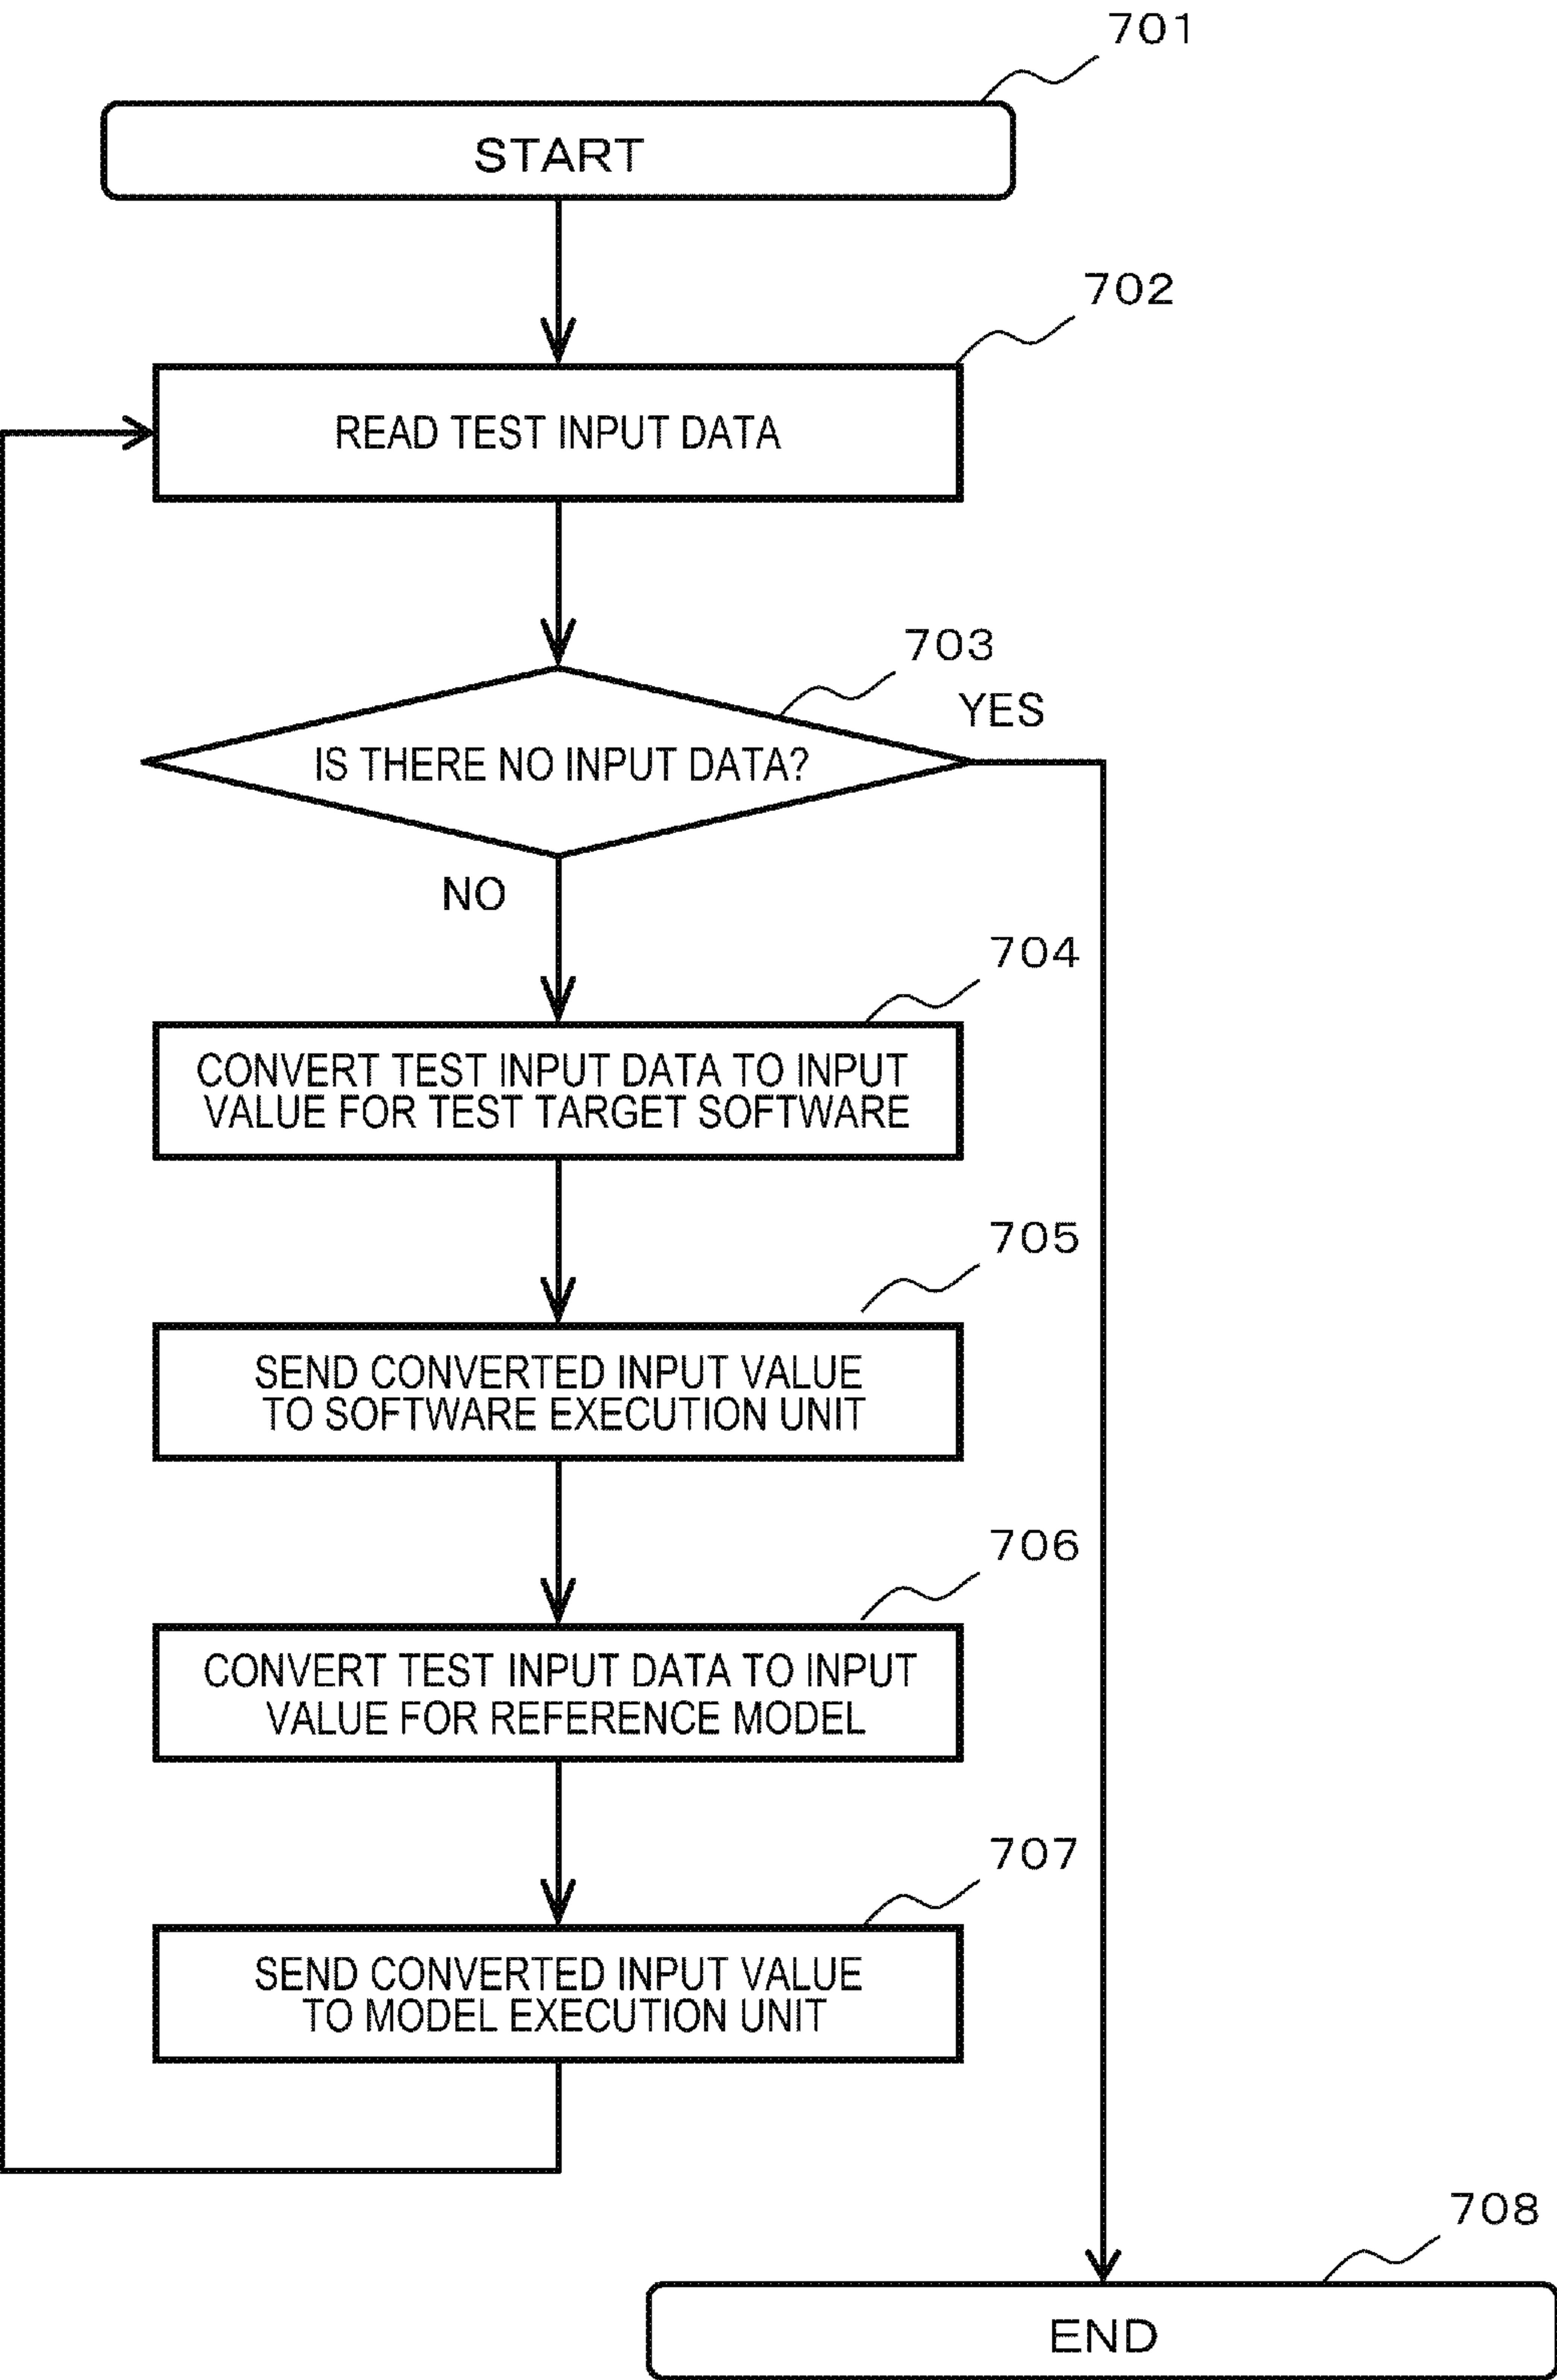 701
START
702
READ TEST INPUT DATA
703
YES
IS THERE NO INPUT DATA?
NO
704
CONVERT TEST INPUT DATA TO INPUT
VALUE FOR TEST TARGET SOFTWARE
705
SEND CONVERTED INPUT VALUE
TO SOFTWARE EXECUTION UNIT
706
CONVERT TEST INPUT DATA TO INPUT
VALUE FOR REFERENCE MODEL
707
SEND CONVERTED INPUT VALUE
TO MODEL EXECUTION UNIT
708
END